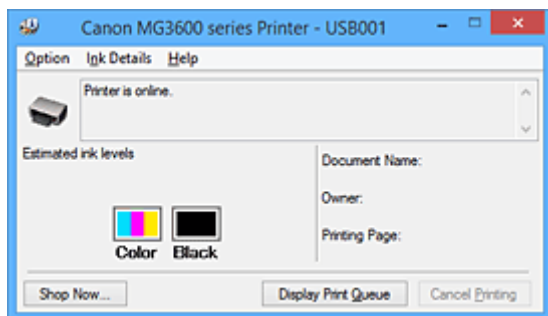 Canon MG3600 series Printer - USB001
Option Ink Details Help
Printer is online.
Estimated ink levels
Document Name:
Owner:
Printing Page:
Color Black
Shop Now... Display Print Queue Cancel Printing